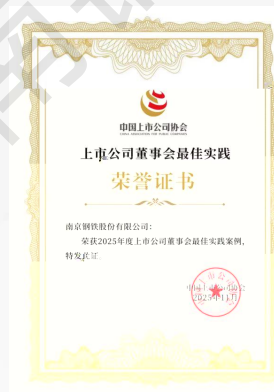 中国上市公司协会
上市公司董事会最佳实践
荣誉证书
南京钢铁股份有限公司:
荣获2025年度上市公司董事会最佳实践案例,
特发此证
2025年11月